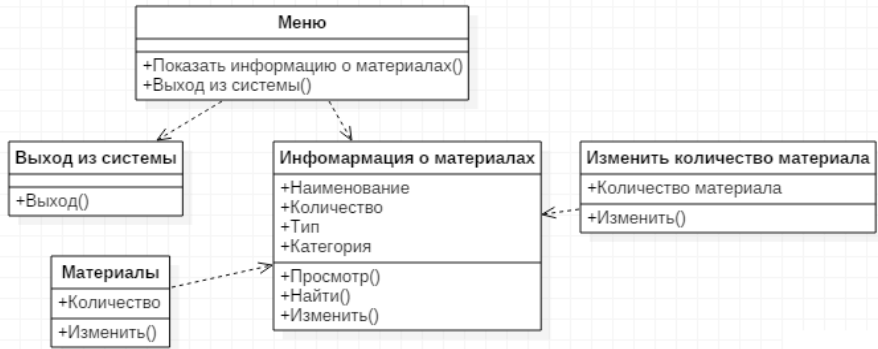 Меню
+Показать информацию о материалах()
+Выход из системы()
Выход из системы
+Выход()
Инфомармация о материалах
+Наименование
+Количество
+Тип
+Категория
+Просмотр()
+Найти()
+Изменить()
Изменить количество материала
+Количество материала
+Изменить()
Материалы
+Количество
+Изменить()